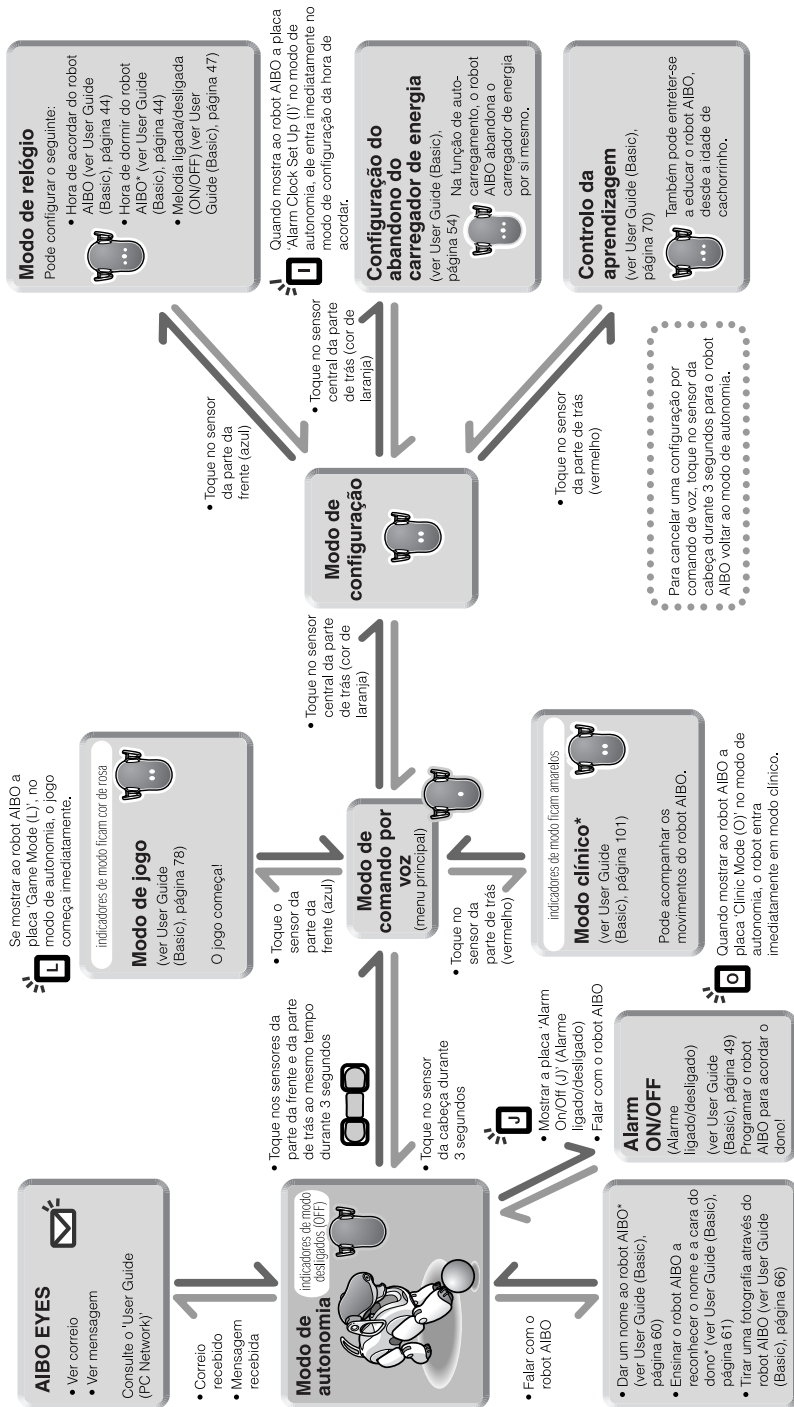 AIBO EYES
• Ver correio
• Ver mensagem
Consulte o 'User Guide
(PC Network)'
• Correio
recebido
• Mensagem
recebida
Modo de
autonomia
indicadores de modo
desligados (OFF)
• Falar com o
robot AIBO
• Dar um nome ao robot AIBO*
(ver User Guide (Basic),
página 60)
• Ensinar o robot AIBO a
reconhecer o nome e a cara do
dono* (ver User Guide (Basic),
página 61)
• Tirar uma fotografia através do
robot AIBO (ver User Guide
(Basic), página 66)
• Toque nos sensores da
parte da frente e da parte
de trás ao mesmo tempo
durante 3 segundos
• Toque no sensor
da cabeça durante
3 segundos
J
• Mostrar a placa 'Alarm
On/Off (J)' (Alarme
ligado/desligado)
• Falar com o robot AIBO
Alarm
ON/OFF
(Alarme
ligado/desligado)
(ver User Guide
(Basic), página 49)
Programar o robot
AIBO para acordar o
dono!
L
Se mostrar ao robot AIBO a
placa 'Game Mode (L)', no
modo de autonomia, o jogo
começa imediatamente.
indicadores de modo ficam cor de rosa
Modo de jogo
(ver User Guide
(Basic), página 78)
O jogo começa!
• Toque o
sensor da
parte da
frente (azul)
Modo de
comando por
voz
(menu principal)
• Toque no
sensor da
parte de trás
(vermelho)
indicadores de modo ficam amarelos
Modo clínico*
(ver User Guide
(Basic), página 101)
Pode acompanhar os
movimentos do robot AIBO.
O
Quando mostrar ao robot AIBO a
placa 'Clinic Mode (O)' no modo de
autonomia, o robot entra
imediatamente em modo clínico.
• Toque no sensor
central da parte
de trás (cor de
laranja)
Modo de
configuração
• Toque no sensor
da parte da
frente (azul)
• Toque no sensor
central da parte
de trás (cor de
laranja)
• Toque no sensor
da parte de trás
(vermelho)
Para cancelar uma configuração por
comando de voz, toque no sensor da
cabeça durante 3 segundos para o robot
AIBO voltar ao modo de autonomia.
Modo de relógio
Pode configurar o seguinte:
• Hora de acordar do robot
AIBO (ver User Guide
(Basic), página 44)
• Hora de dormir do robot
AIBO* (ver User Guide
(Basic), página 44)
• Melodia ligada/desligada
(ON/OFF) (ver User
Guide (Basic), página 47)
I
Quando mostra ao robot AIBO a placa
'Alarm Clock Set Up (I)' no modo de
autonomia, ele entra imediatamente no
modo de configuração da hora de
acordar.
Configuração do
abandono do
carregador de energia
(ver User Guide (Basic),
página 54)
Na função de auto-
carregamento, o robot
AIBO abandona o
carregador de energia
por si mesmo.
Controlo da
aprendizagem
(ver User Guide (Basic),
página 70)
Também pode entreter-se
a educar o robot AIBO,
desde a idade de
cachorrinho.